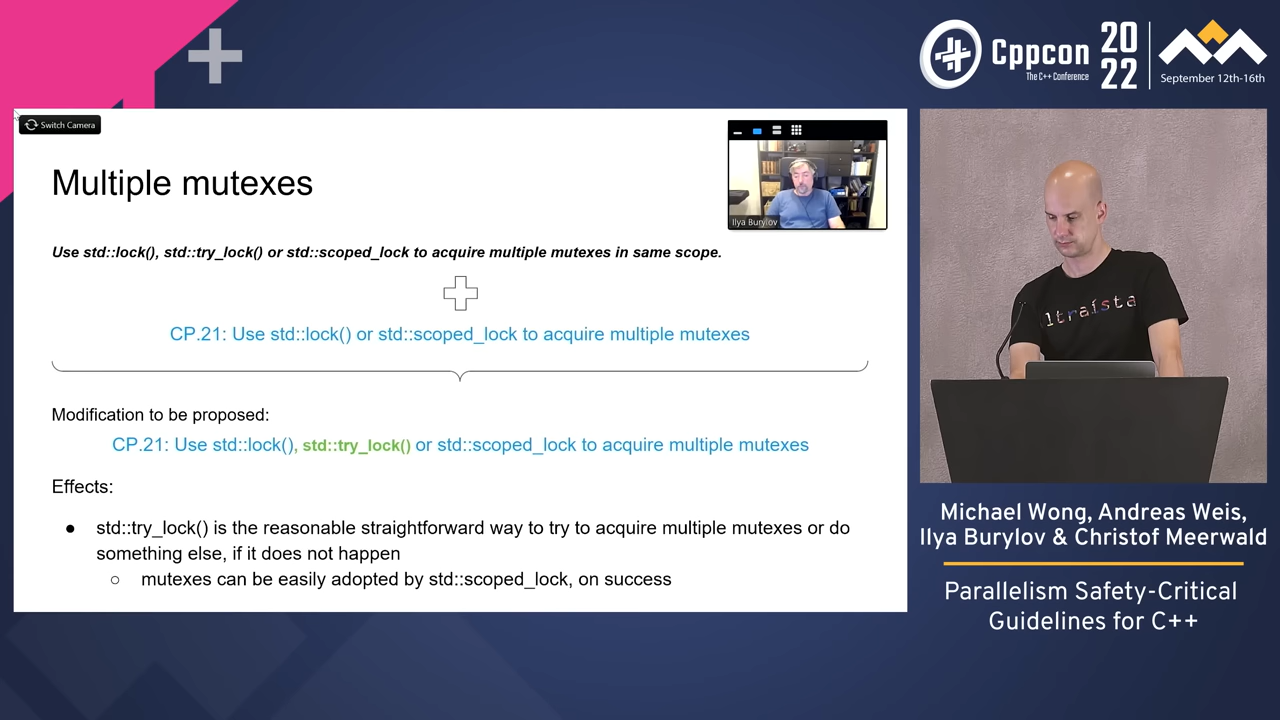 Cppcon
The C++ Conference
20
22
September 12th-16th
Switch Camera
Multiple mutexes
Ilya Burylov
Use std::lock(), std::try_lock() or std::scoped_lock to acquire multiple mutexes in same scope.
CP.21: Use std::lock() or std::scoped_lock to acquire multiple mutexes
Modification to be proposed:
CP.21: Use std::lock(), std::try_lock() or std::scoped_lock to acquire multiple mutexes
Effects:
● std::try_lock() is the reasonable straightforward way to try to acquire multiple mutexes or do
something else, if it does not happen
○ mutexes can be easily adopted by std::scoped_lock, on success
ltraísta
Michael Wong, Andreas Weis,
Ilya Burylov & Christof Meerwald
Parallelism Safety-Critical
Guidelines for C++